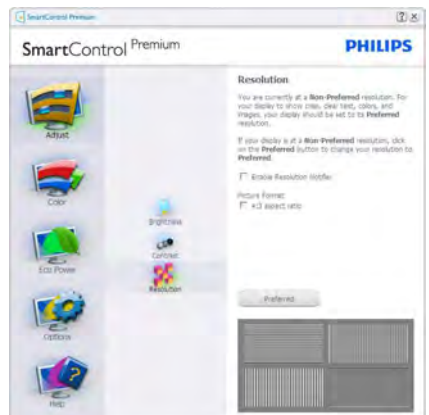 SmartControl Premium
SmartControl Premium
PHILIPS
Adjust
Color
Eco Power
Options
Help
Brightness
Contrast
Resolution
Resolution
You are currently at a Non-Preferred resolution. For
your display to show crisp, clear text, colors, and
images, your display should be set to its Preferred
resolution.
If your display is at a Non-Preferred resolution, click
on the Preferred button to change your resolution to
Preferred.
Enable Resolution Notifier
Picture Format
4:3 aspect ratio
Preferred